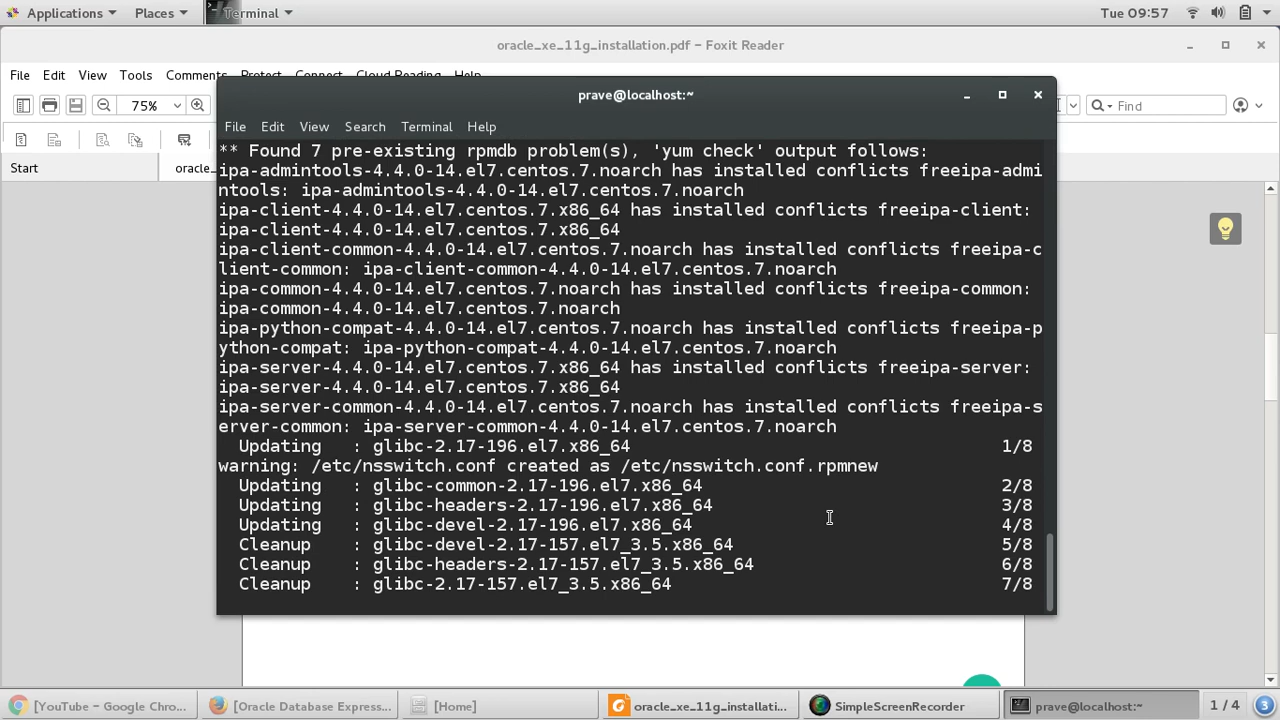 Applications Places Terminal Tue 09:57
oracle_xe_11g_installation.pdf – Foxit Reader
File Edit View Tools Comments Protect Connect Cloud Reading Help
75% Find
Start oracle_
prave@localhost:~
File Edit View Search Terminal Help
** Found 7 pre-existing rpmdb problem(s), 'yum check' output follows:
ipa-admintools-4.4.0-14.el7.centos.7.noarch has installed conflicts freeipa-admi
ntools: ipa-admintools-4.4.0-14.el7.centos.7.noarch
ipa-client-4.4.0-14.el7.centos.7.x86_64 has installed conflicts freeipa-client:
ipa-client-4.4.0-14.el7.centos.7.x86_64
ipa-client-common-4.4.0-14.el7.centos.7.noarch has installed conflicts freeipa-c
lient-common: ipa-client-common-4.4.0-14.el7.centos.7.noarch
ipa-common-4.4.0-14.el7.centos.7.noarch has installed conflicts freeipa-common:
ipa-common-4.4.0-14.el7.centos.7.noarch
ipa-python-compat-4.4.0-14.el7.centos.7.noarch has installed conflicts freeipa-p
ython-compat: ipa-python-compat-4.4.0-14.el7.centos.7.noarch
ipa-server-4.4.0-14.el7.centos.7.x86_64 has installed conflicts freeipa-server:
ipa-server-4.4.0-14.el7.centos.7.x86_64
ipa-server-common-4.4.0-14.el7.centos.7.noarch has installed conflicts freeipa-s
erver-common: ipa-server-common-4.4.0-14.el7.centos.7.noarch
Updating : glibc-2.17-196.el7.x86_64 1/8
warning: /etc/nsswitch.conf created as /etc/nsswitch.conf.rpmnew
Updating : glibc-common-2.17-196.el7.x86_64 2/8
Updating : glibc-headers-2.17-196.el7.x86_64 3/8
Updating : glibc-devel-2.17-196.el7.x86_64 4/8
Cleanup : glibc-devel-2.17-157.el7_3.5.x86_64 5/8
Cleanup : glibc-headers-2.17-157.el7_3.5.x86_64 6/8
Cleanup : glibc-2.17-157.el7_3.5.x86_64 7/8
[YouTube – Google Chro... [Oracle Database Express... [Home] oracle_xe_11g_installati... SimpleScreenRecorder prave@localhost:~ 1 / 4 3